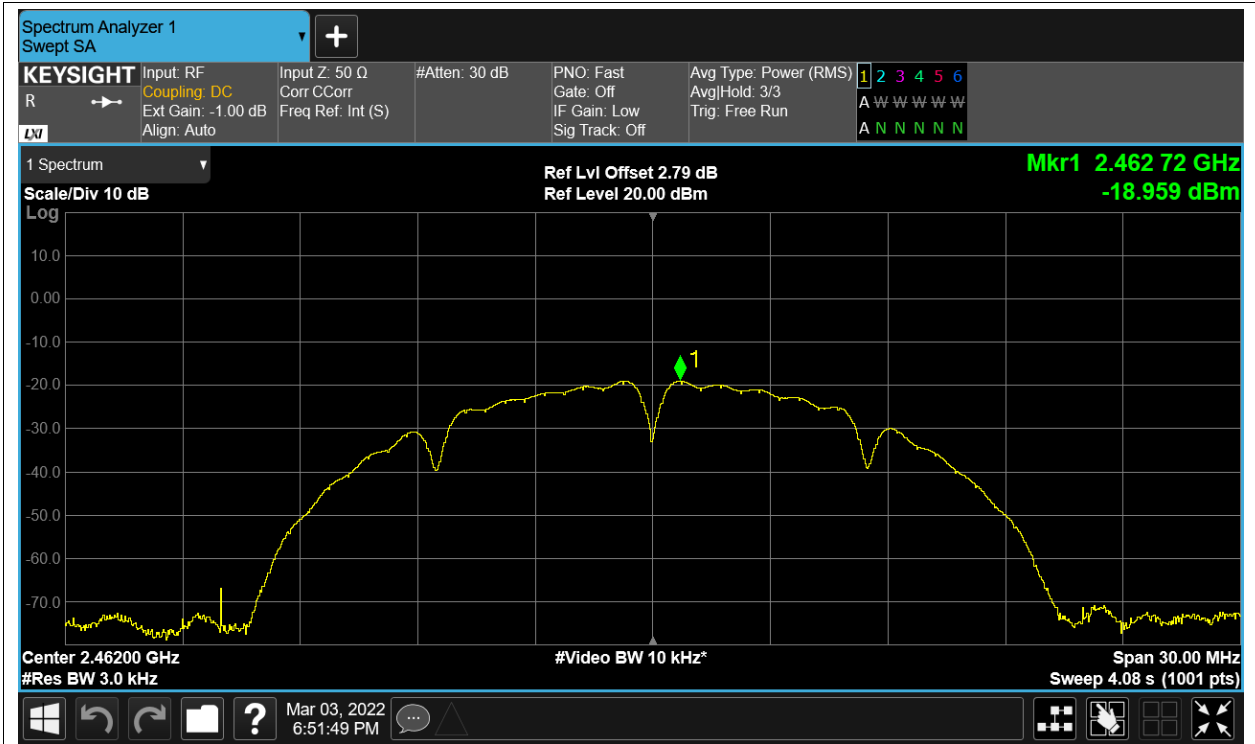 Spectrum Analyzer 1
Swept SA
KEYSIGHT
R
LXI
Input: RF
Coupling: DC
Ext Gain: -1.00 dB
Align: Auto
Input Z: 50 Ω
Corr CCorr
Freq Ref: Int (S)
#Atten: 30 dB
PNO: Fast
Gate: Off
IF Gain: Low
Sig Track: Off
Avg Type: Power (RMS)
Avg|Hold: 3/3
Trig: Free Run
1 2 3 4 5 6
A W W W W W
A N N N N N
1 Spectrum
Scale/Div 10 dB
Log
Ref Lvl Offset 2.79 dB
Ref Level 20.00 dBm
Mkr1 2.462 72 GHz
-18.959 dBm
10.0
0.00
-10.0
1
-20.0
-30.0
-40.0
-50.0
-60.0
-70.0
Center 2.46200 GHz
#Res BW 3.0 kHz
#Video BW 10 kHz*
Span 30.00 MHz
Sweep 4.08 s (1001 pts)
?
Mar 03, 2022
6:51:49 PM